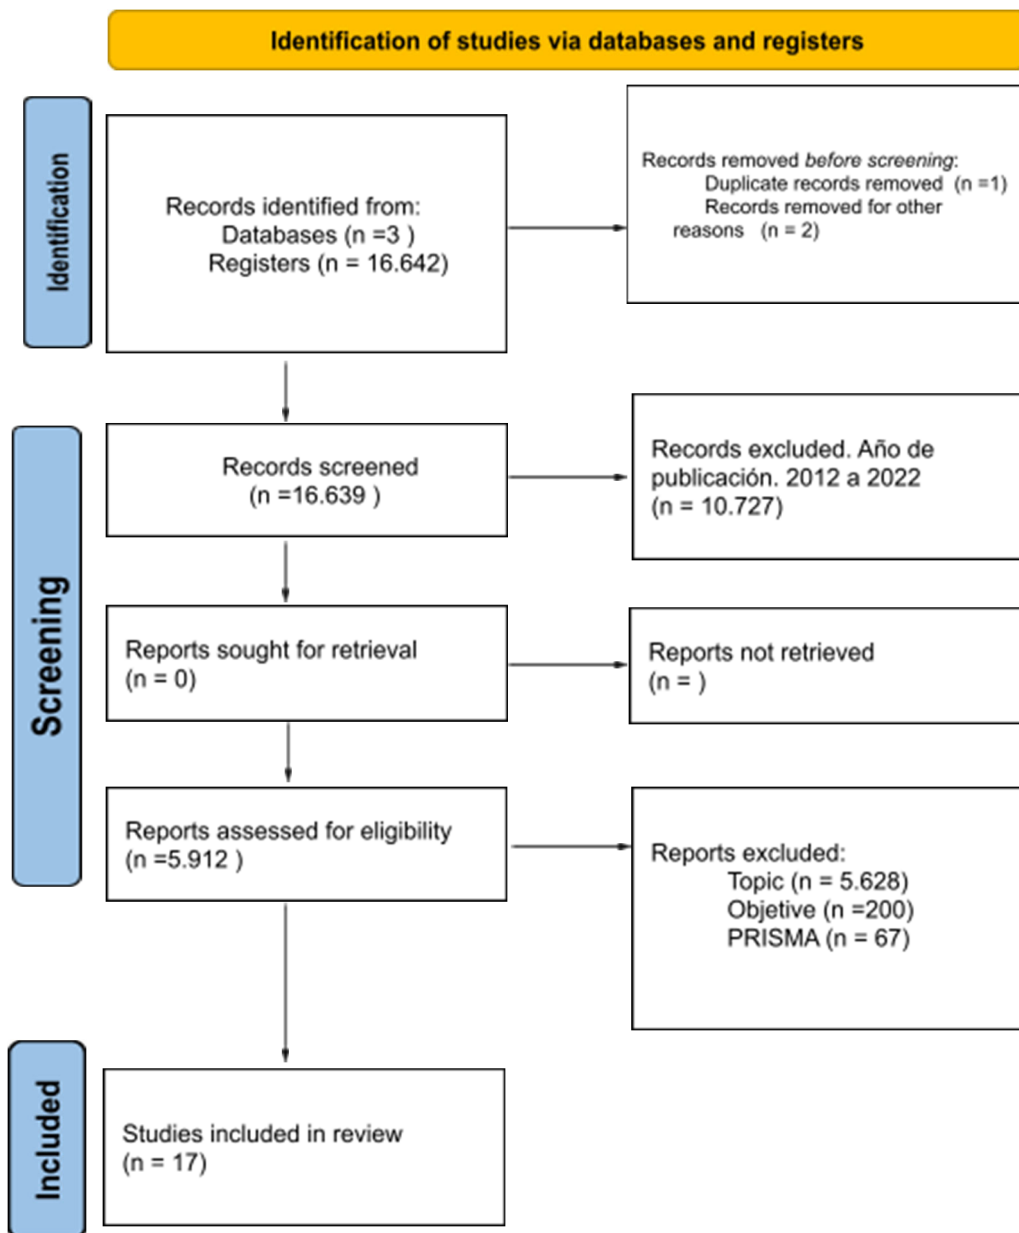 Identification of studies via databases and registers
Identification
Records identified from:
Databases (n =3 )
Registers (n = 16.642)
Records removed before screening:
Duplicate records removed (n =1)
Records removed for other
reasons (n = 2)
Screening
Records screened
(n =16.639 )
Records excluded. Año de
publicación. 2012 a 2022
(n = 10.727)
Reports sought for retrieval
(n = 0)
Reports not retrieved
(n = )
Reports assessed for eligibility
(n =5.912 )
Reports excluded:
Topic (n = 5.628)
Objetive (n =200)
PRISMA (n = 67)
Included
Studies included in review
(n = 17)